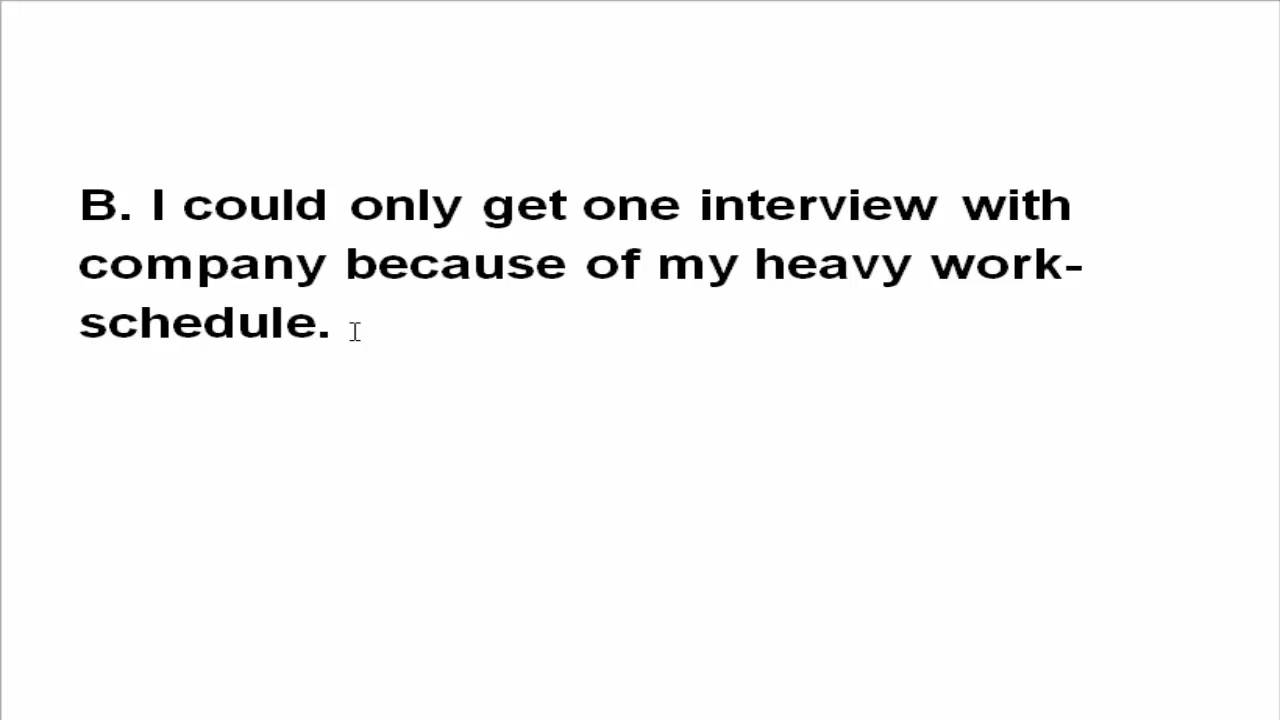 B. I could only get one interview with
company because of my heavy work-
schedule.